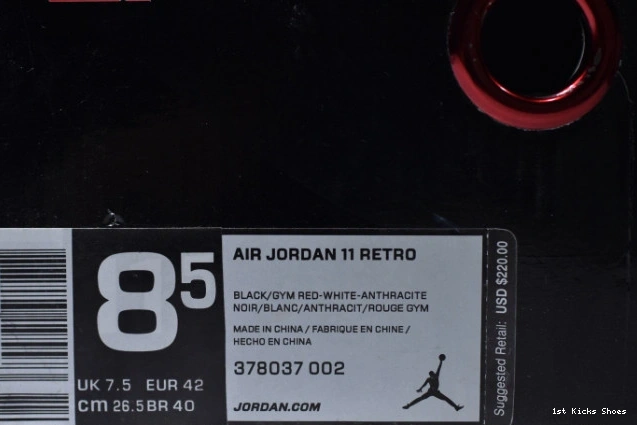 8.5
UK 7.5 EUR 42
cm 26.5 BR 40
AIR JORDAN 11 RETRO
BLACK/GYM RED-WHITE-ANTHRACITE
NOIR/BLANC/ANTHRACIT/ROUGE GYM
MADE IN CHINA / FABRIQUE EN CHINE /
HECHO EN CHINA
378037 002
JORDAN.COM
Suggested Retail: USD $220.00
1st Kicks Shoes